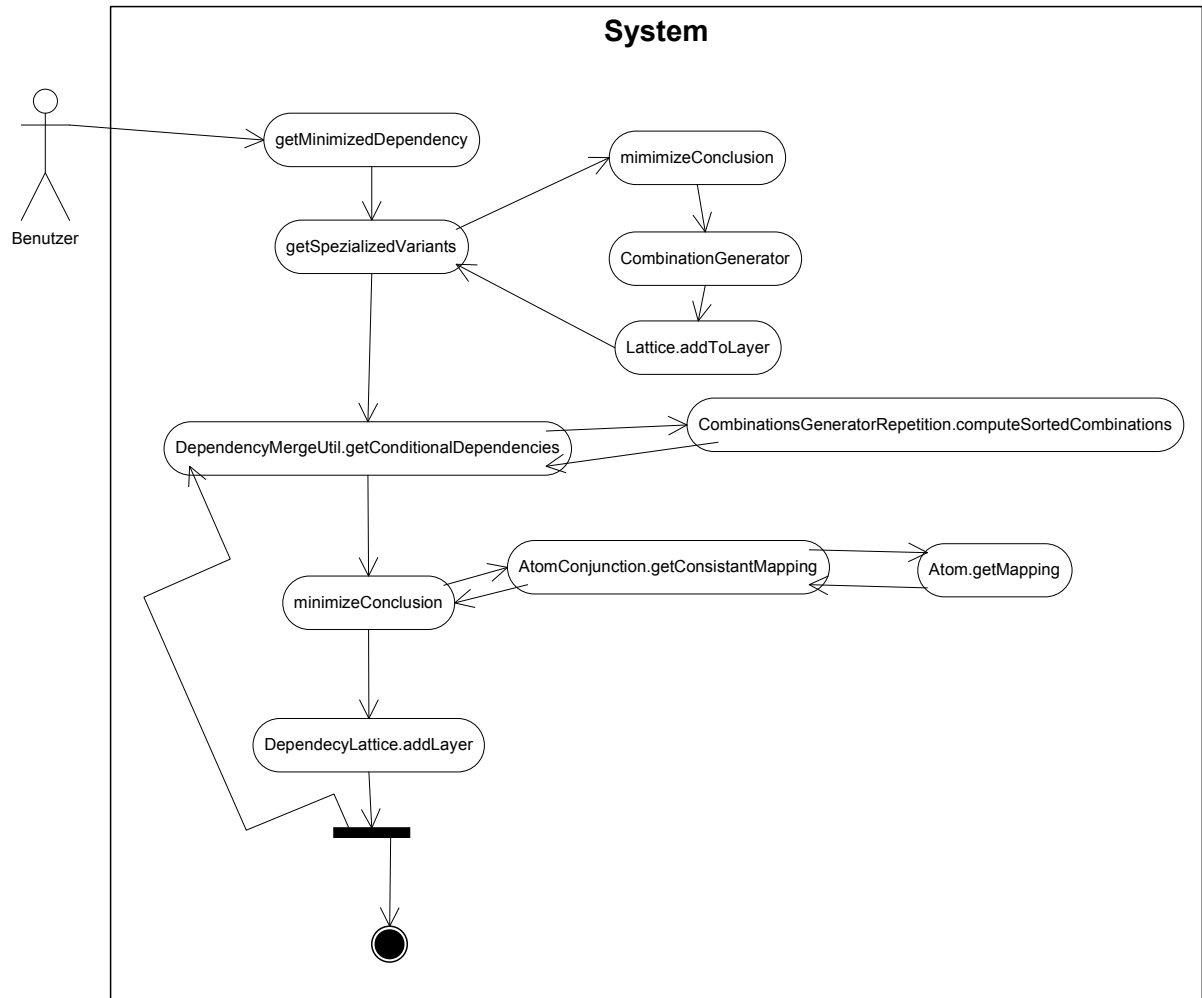 System
getMinimizedDependency
mimimizeConclusion
Benutzer
getSpezializedVariants
CombinationGenerator
Lattice.addToLayer
DependencyMergeUtil.getConditionalDependencies
CombinationsGeneratorRepetition.computeSortedCombinations
AtomConjunction.getConsistantMapping
Atom.getMapping
minimizeConclusion
DependecyLattice.addLayer